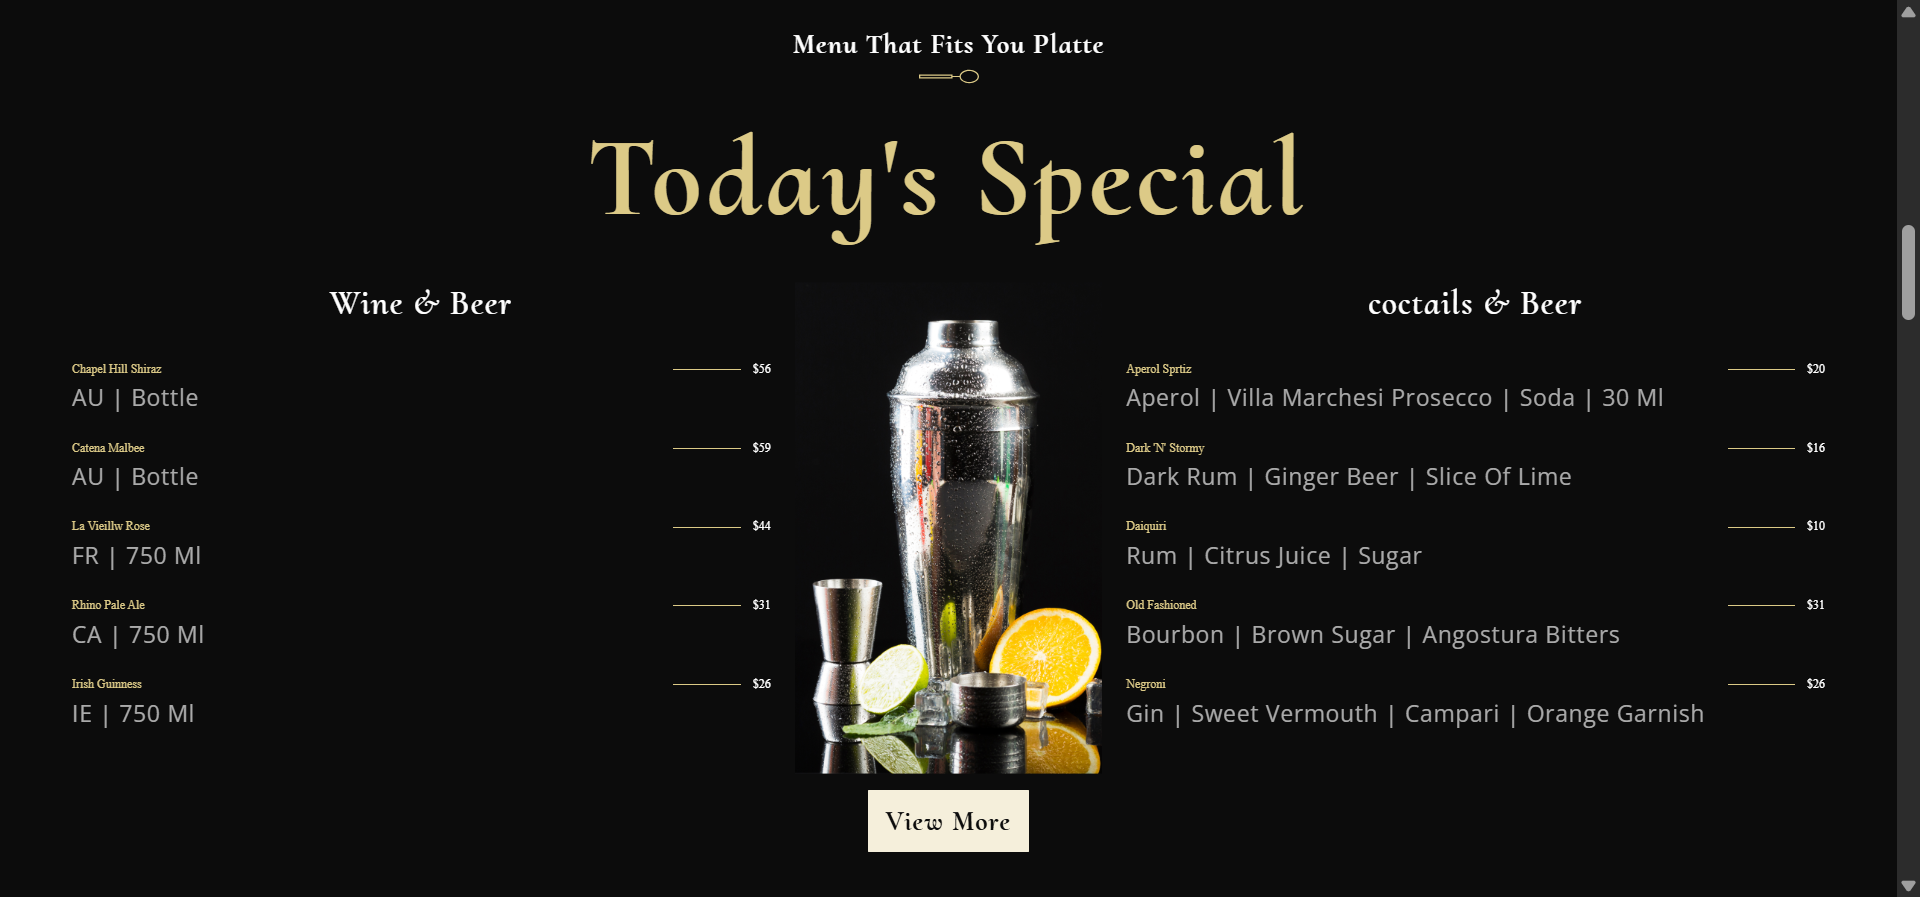 Menu That Fits You Platte
Today's Special
Wine & Beer
Chapel Hill Shiraz $56
AU | Bottle
Catena Malbee $59
AU | Bottle
La Vieillw Rose $44
FR | 750 Ml
Rhino Pale Ale $31
CA | 750 Ml
Irish Guinness $26
IE | 750 Ml
coctails & Beer
Aperol Sprtiz $20
Aperol | Villa Marchesi Prosecco | Soda | 30 Ml
Dark 'N' Stormy $16
Dark Rum | Ginger Beer | Slice Of Lime
Daiquiri $10
Rum | Citrus Juice | Sugar
Old Fashioned $31
Bourbon | Brown Sugar | Angostura Bitters
Negroni $26
Gin | Sweet Vermouth | Campari | Orange Garnish
View More